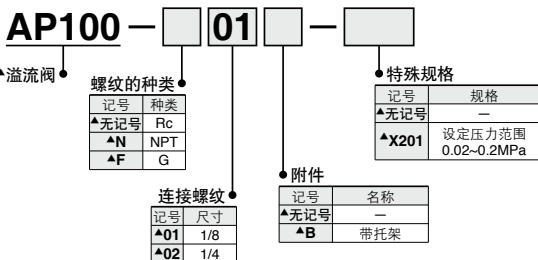 AP100 — 01 —
▲溢流阀
螺纹的种类
记号 种类
▲无记号 Rc
▲N NPT
▲F G
连接螺纹
记号 尺寸
▲01 1/8
▲02 1/4
附件
记号 名称
▲无记号 —
▲B 带托架
特殊规格
记号 规格
▲无记号 —
▲X201 设定压力范围
0.02~0.2MPa